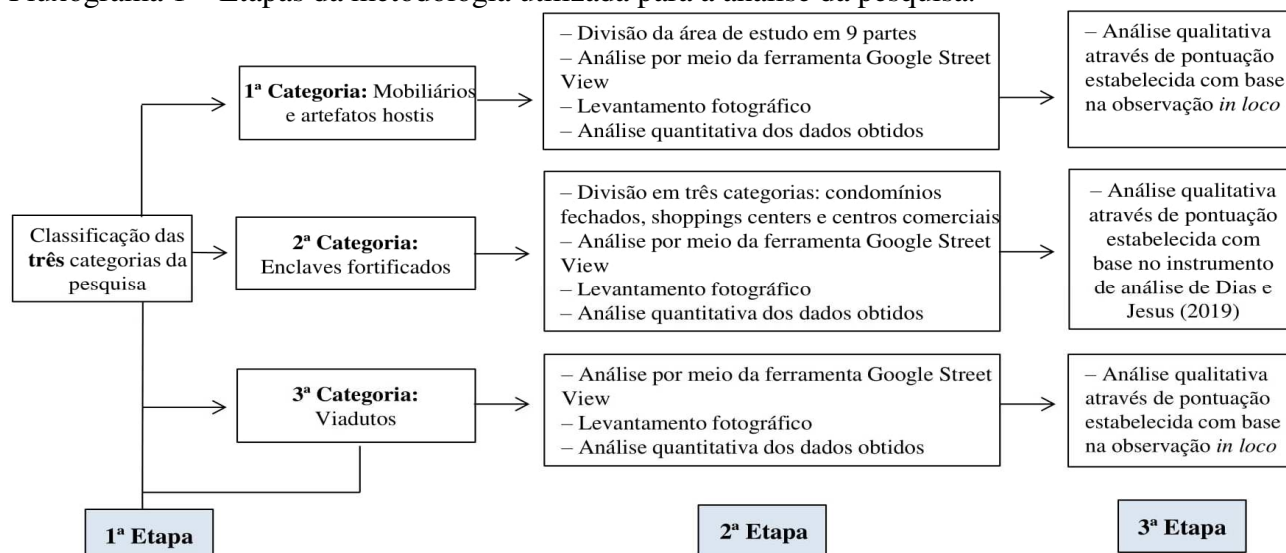 Fluxograma 1 – Etapas da metodologia utilizada para a análise da pesquisa.
Classificação das
três categorias da
pesquisa
1ª Categoria: Mobiliários
e artefatos hostis
– Divisão da área de estudo em 9 partes
– Análise por meio da ferramenta Google Street
View
– Levantamento fotográfico
– Análise quantitativa dos dados obtidos
– Análise qualitativa
através de pontuação
estabelecida com base
na observação in loco
2ª Categoria:
Enclaves fortificados
– Divisão em três categorias: condomínios
fechados, shoppings centers e centros comerciais
– Análise por meio da ferramenta Google Street
View
– Levantamento fotográfico
– Análise quantitativa dos dados obtidos
– Análise qualitativa
através de pontuação
estabelecida com
base no instrumento
de análise de Dias e
Jesus (2019)
3ª Categoria:
Viadutos
– Análise por meio da ferramenta Google Street
View
– Levantamento fotográfico
– Análise quantitativa dos dados obtidos
– Análise qualitativa
através de pontuação
estabelecida com base
na observação in loco
1ª Etapa
2ª Etapa
3ª Etapa